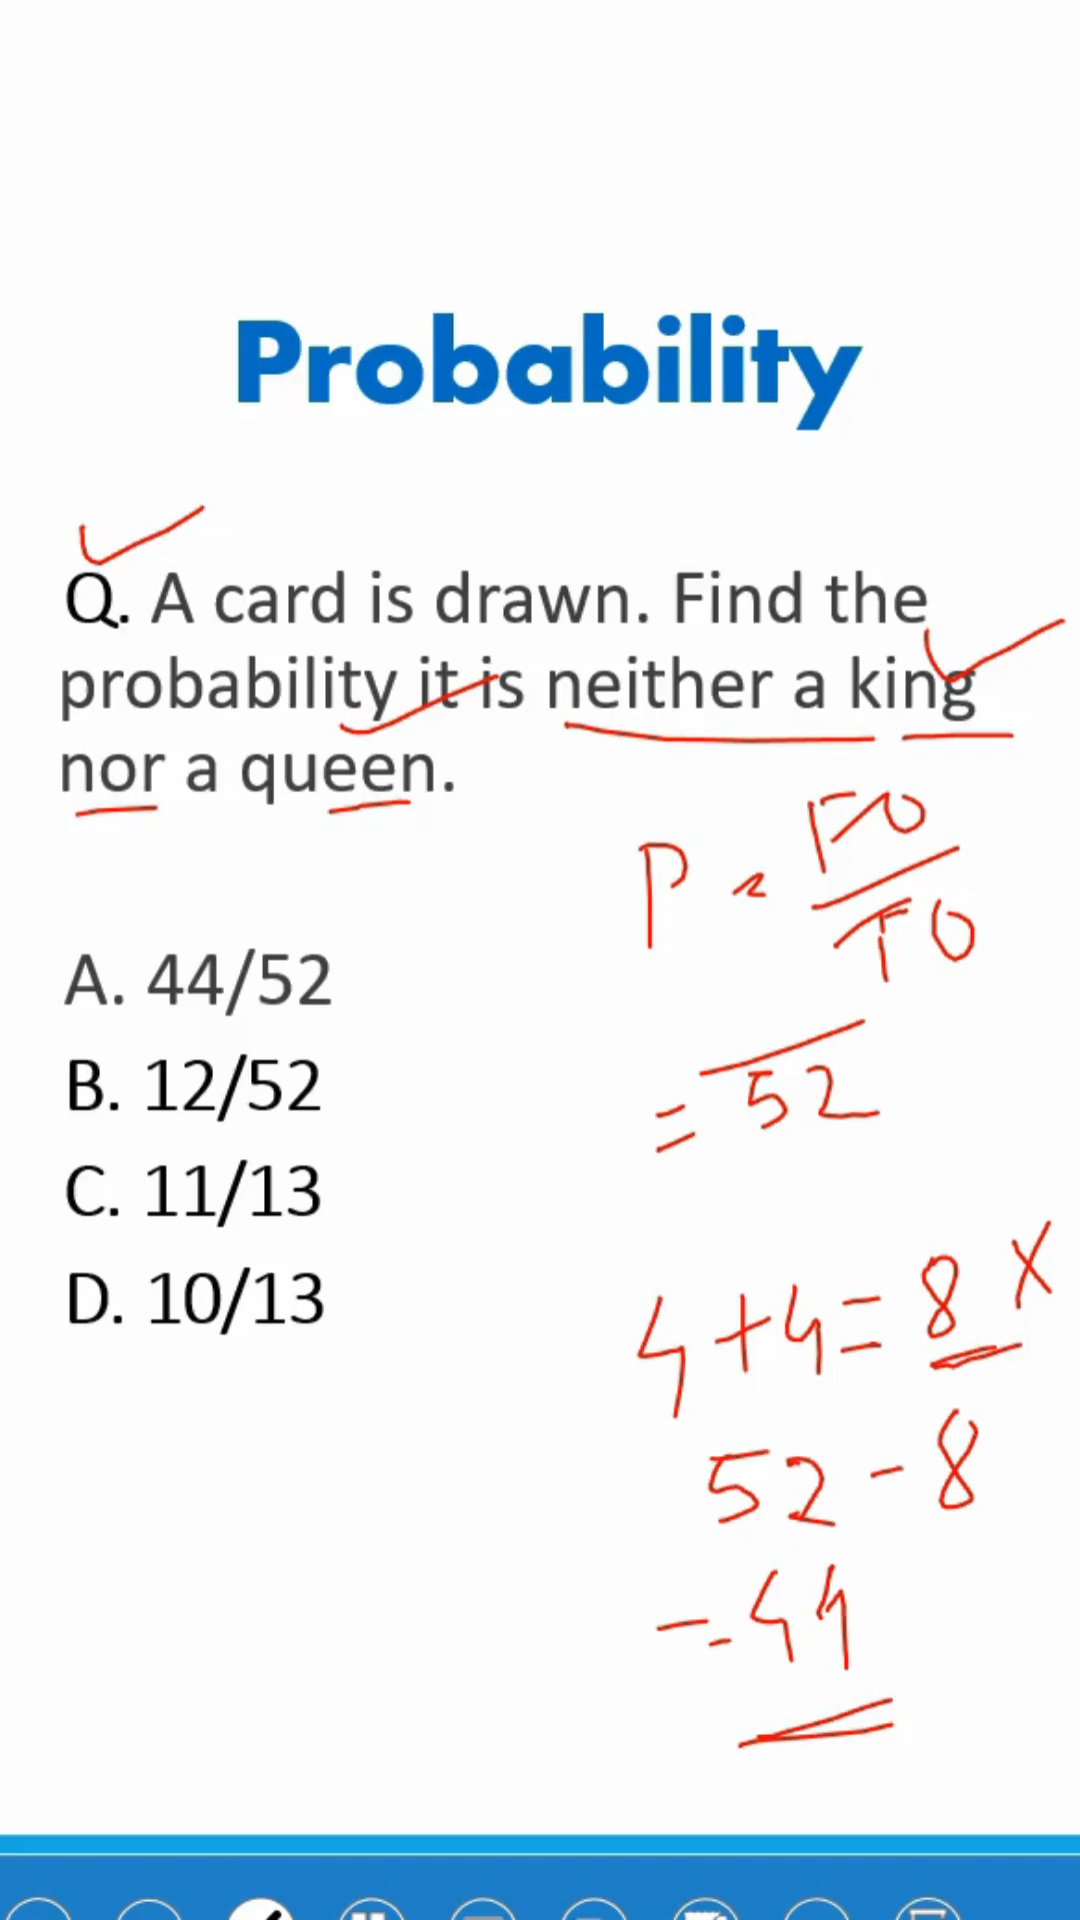 Probability
Q. A card is drawn. Find the
probability it is neither a king
nor a queen.
P = FO
TO
= 52
A. 44/52
B. 12/52
C. 11/13
D. 10/13
4 + 4 = 8 X
52 - 8
= 44